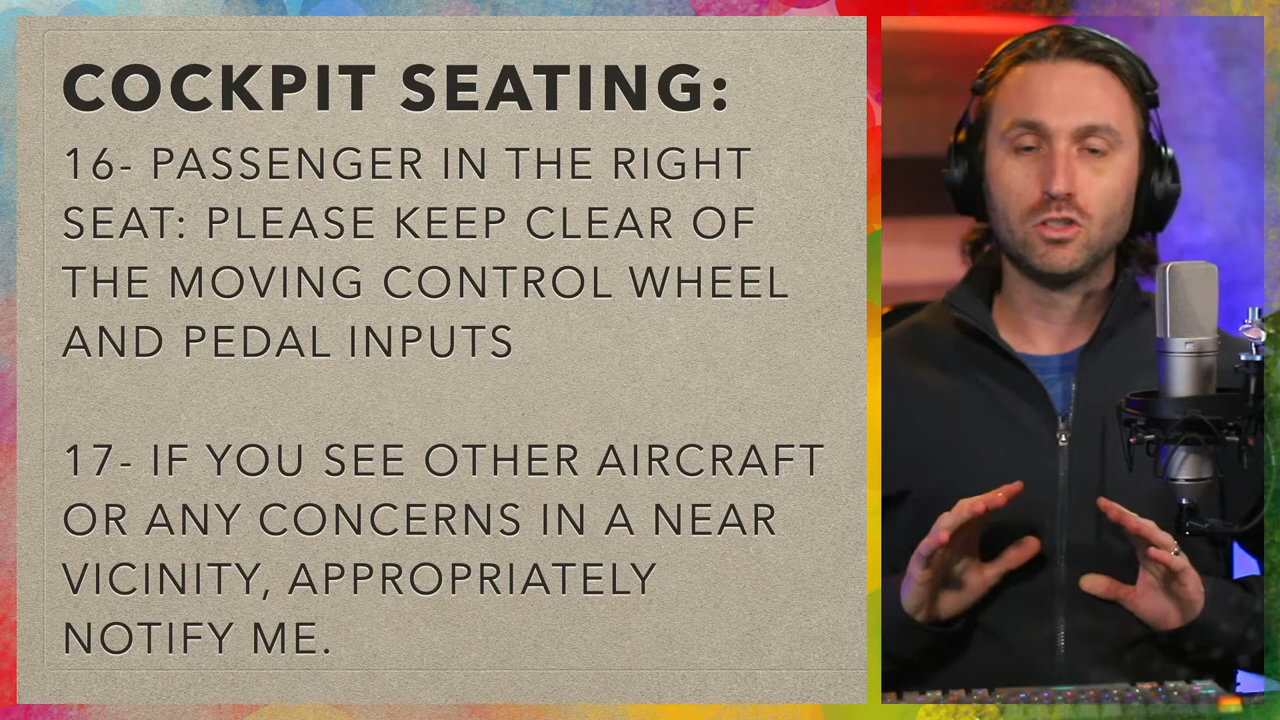 COCKPIT SEATING:
16- PASSENGER IN THE RIGHT
SEAT: PLEASE KEEP CLEAR OF
THE MOVING CONTROL WHEEL
AND PEDAL INPUTS
17- IF YOU SEE OTHER AIRCRAFT
OR ANY CONCERNS IN A NEAR
VICINITY, APPROPRIATELY
NOTIFY ME.